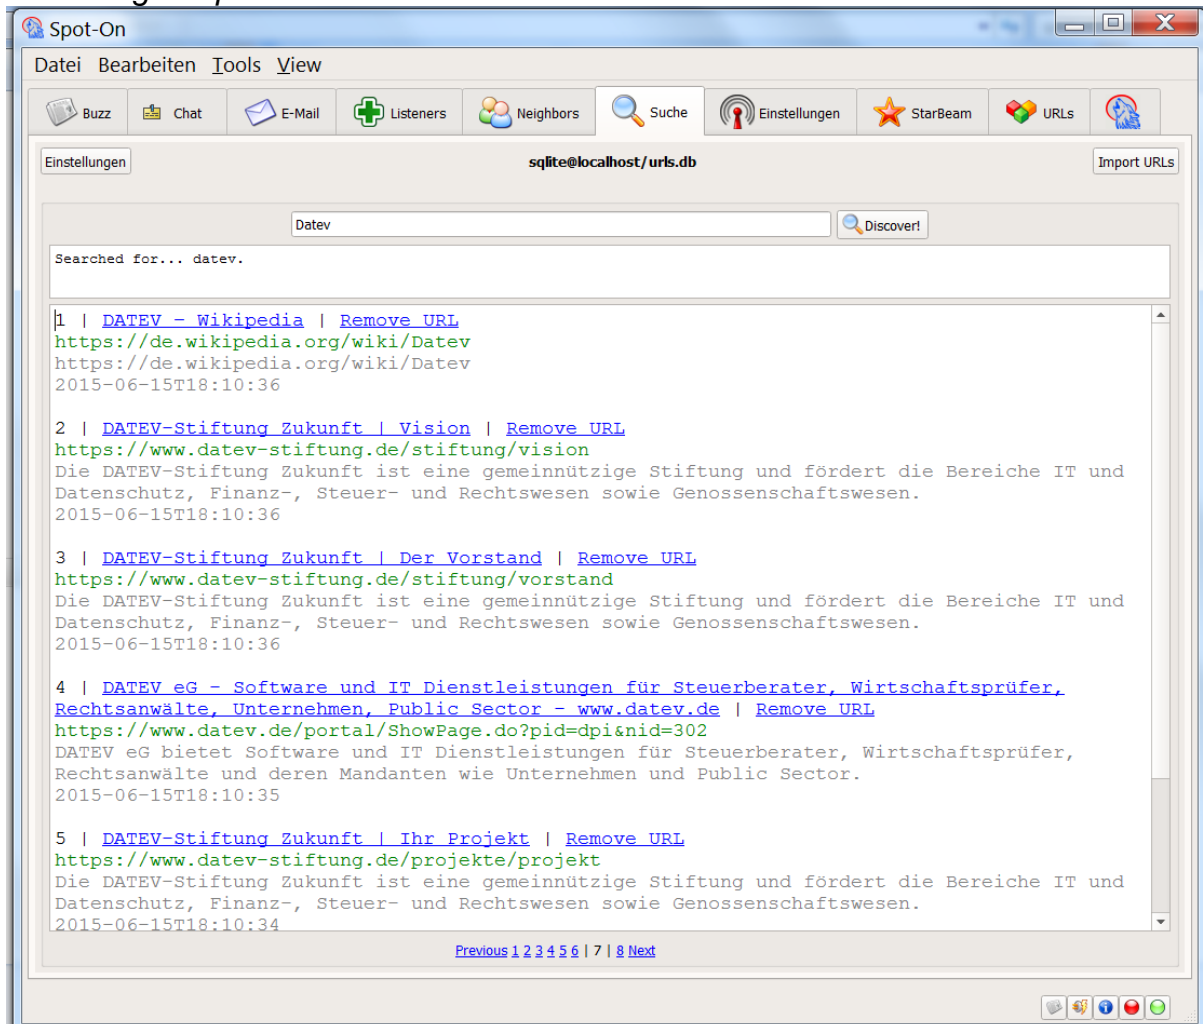 Spot-On
Datei Bearbeiten Tools View
Buzz Chat E-Mail Listeners Neighbors Suche Einstellungen StarBeam URLs
Einstellungen sqlite@localhost/urls.db Import URLs
Datev Discover!
Searched for... datev.
1 | DATEV – Wikipedia | Remove URL
https://de.wikipedia.org/wiki/Datev
https://de.wikipedia.org/wiki/Datev
2015-06-15T18:10:36
2 | DATEV-Stiftung Zukunft | Vision | Remove URL
https://www.datev-stiftung.de/stiftung/vision
Die DATEV-Stiftung Zukunft ist eine gemeinnützige Stiftung und fördert die Bereiche IT und
Datenschutz, Finanz-, Steuer- und Rechtswesen sowie Genossenschaftswesen.
2015-06-15T18:10:36
3 | DATEV-Stiftung Zukunft | Der Vorstand | Remove URL
https://www.datev-stiftung.de/stiftung/vorstand
Die DATEV-Stiftung Zukunft ist eine gemeinnützige Stiftung und fördert die Bereiche IT und
Datenschutz, Finanz-, Steuer- und Rechtswesen sowie Genossenschaftswesen.
2015-06-15T18:10:36
4 | DATEV eG - Software und IT Dienstleistungen für Steuerberater, Wirtschaftsprüfer,
Rechtsanwälte, Unternehmen, Public Sector - www.datev.de | Remove URL
https://www.datev.de/portal/ShowPage.do?pid=dpi&nid=302
DATEV eG bietet Software und IT Dienstleistungen für Steuerberater, Wirtschaftsprüfer,
Rechtsanwälte und deren Mandanten wie Unternehmen und Public Sector.
2015-06-15T18:10:35
5 | DATEV-Stiftung Zukunft | Ihr Projekt | Remove URL
https://www.datev-stiftung.de/projekte/projekt
Die DATEV-Stiftung Zukunft ist eine gemeinnützige Stiftung und fördert die Bereiche IT und
Datenschutz, Finanz-, Steuer- und Rechtswesen sowie Genossenschaftswesen.
2015-06-15T18:10:34
Previous 1 2 3 4 5 6 | 7 | 8 Next